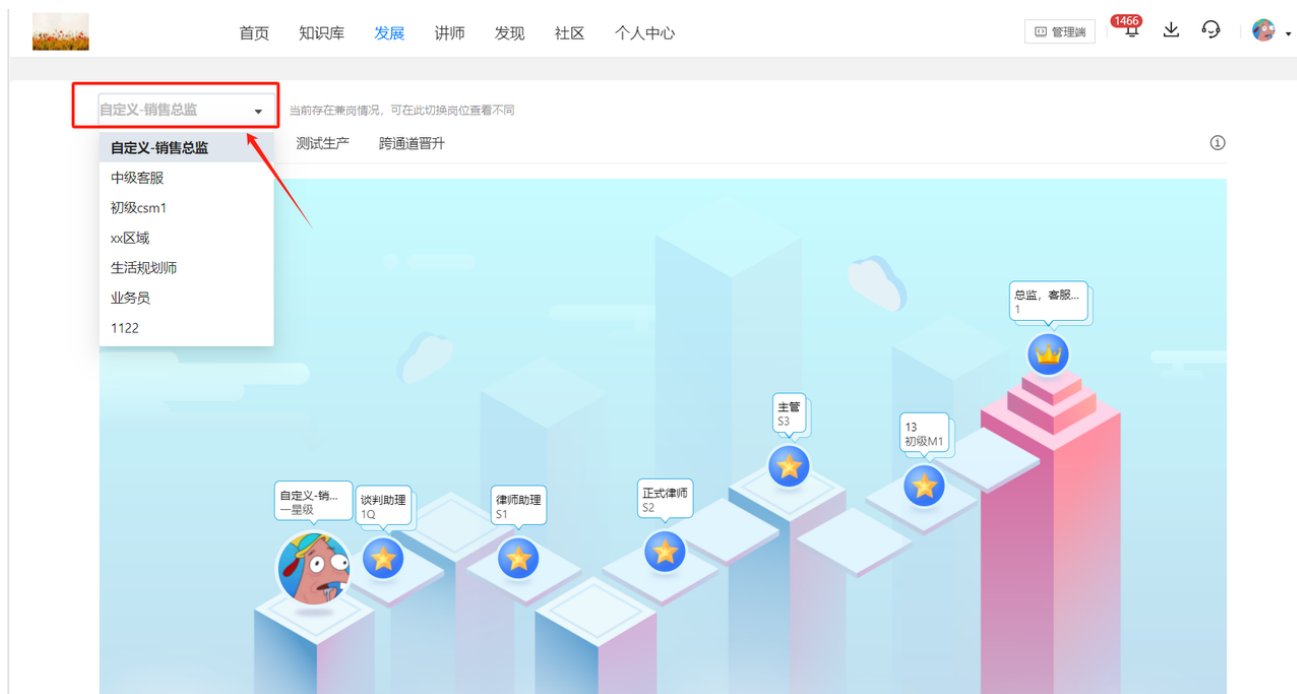 首页 知识库 发展 讲师 发现 社区 个人中心 管理端 1466
自定义-销售总监 当前存在兼岗情况，可在此切换岗位查看不同
自定义-销售总监 测试生产 跨通道晋升
中级客服
初级csm1
xx区域
生活规划师
业务员
1122
总监，客服...
1
主管
S3
13
初级M1
自定义-销...
一星级
谈判助理
1Q
律师助理
S1
正式律师
S2